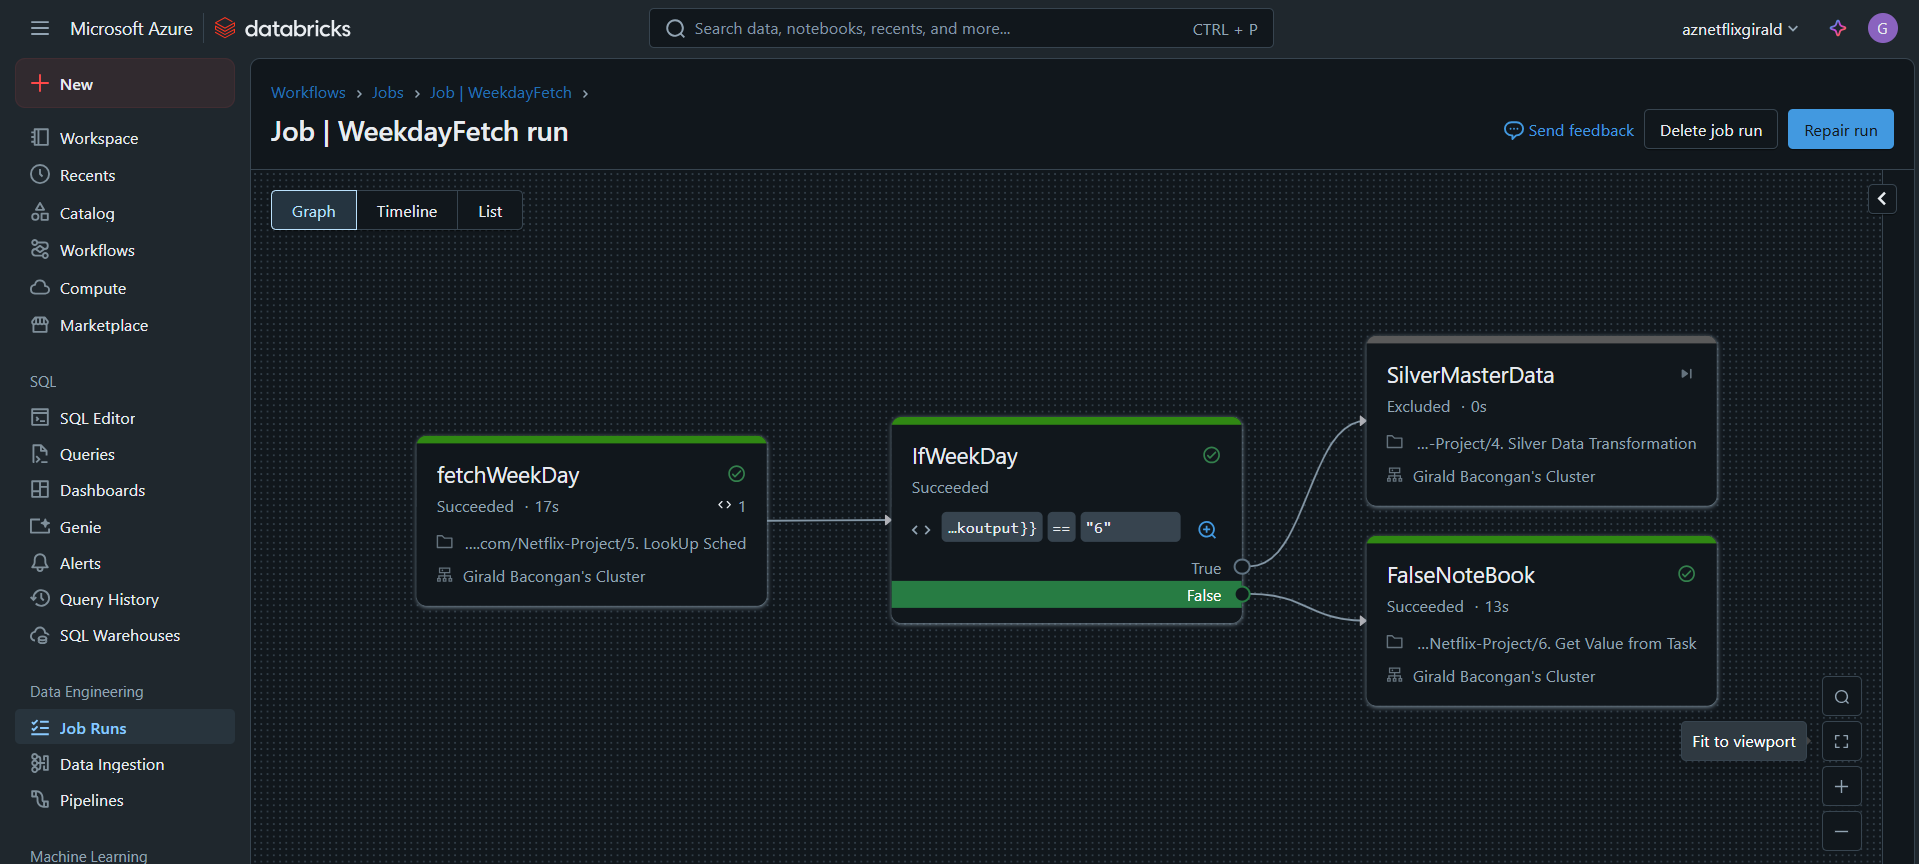 Microsoft Azure databricks
Search data, notebooks, recents, and more... CTRL + P
aznetflixgirald
G
New
Workspace
Recents
Catalog
Workflows
Compute
Marketplace
SQL
SQL Editor
Queries
Dashboards
Genie
Alerts
Query History
SQL Warehouses
Data Engineering
Job Runs
Data Ingestion
Pipelines
Machine Learning
Workflows › Jobs › Job | WeekdayFetch ›
Job | WeekdayFetch run
Send feedback
Delete job run
Repair run
Graph Timeline List
fetchWeekDay
Succeeded · 17s
<> 1
....com/Netflix-Project/5. LookUp Sched
Girald Bacongan's Cluster
IfWeekDay
Succeeded
<> …koutput}} == "6"
True
False
SilverMasterData
Excluded · 0s
...-Project/4. Silver Data Transformation
Girald Bacongan's Cluster
FalseNoteBook
Succeeded · 13s
...Netflix-Project/6. Get Value from Task
Girald Bacongan's Cluster
Fit to viewport